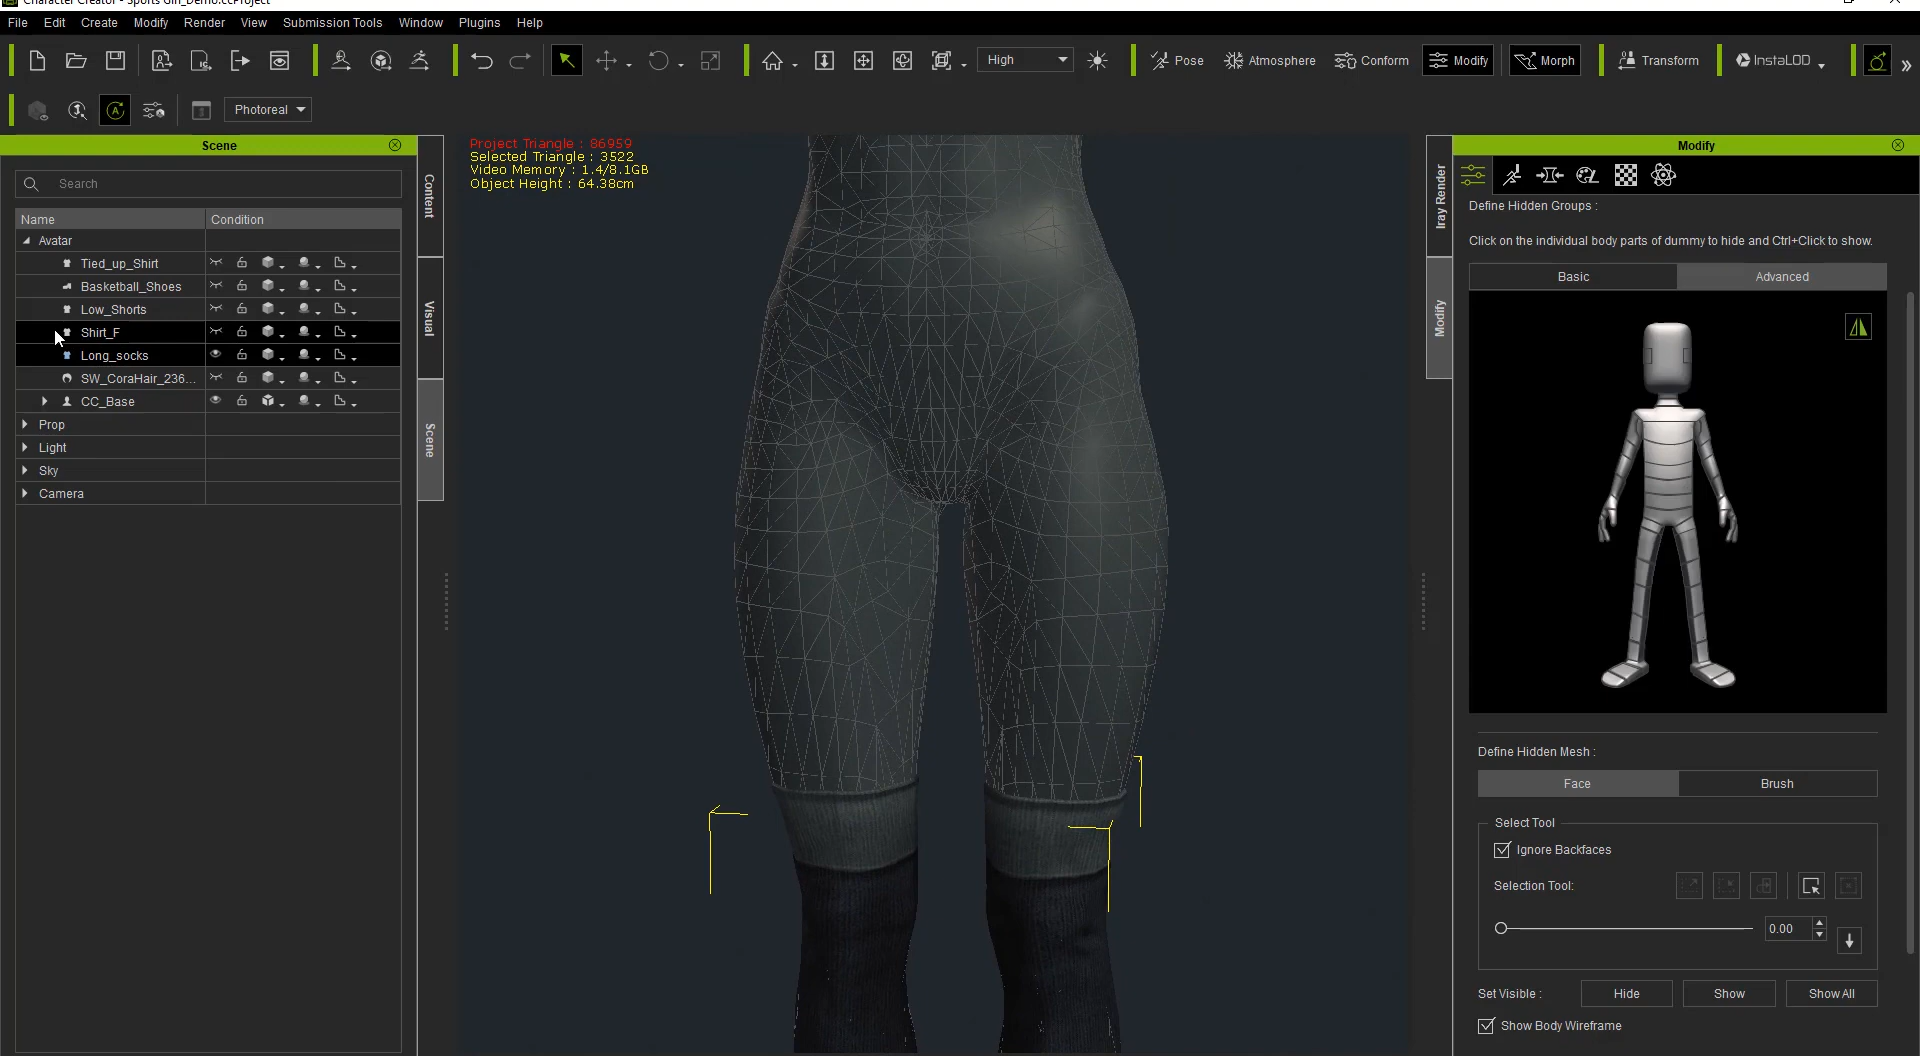 Character Creator - Sports Girl_Demo.ccProject
File Edit Create Modify Render View Submission Tools Window Plugins Help
High Pose Atmosphere Conform Modify Morph Transform InstaLOD
Photoreal
Scene
Search
Name Condition
Avatar
Tied_up_Shirt
Basketball_Shoes
Low_Shorts
Shirt_F
Long_socks
SW_CoraHair_236...
CC_Base
Prop
Light
Sky
Camera
Content
Visual
Scene
Project Triangle : 86959
Selected Triangle : 3522
Video Memory : 1.4/8.1GB
Object Height : 64.38cm
Iray Render
Modify
Modify
Define Hidden Groups :
Click on the individual body parts of dummy to hide and Ctrl+Click to show.
Basic Advanced
Define Hidden Mesh :
Face Brush
Select Tool
Ignore Backfaces
Selection Tool:
0.00
Set Visible : Hide Show Show All
Show Body Wireframe